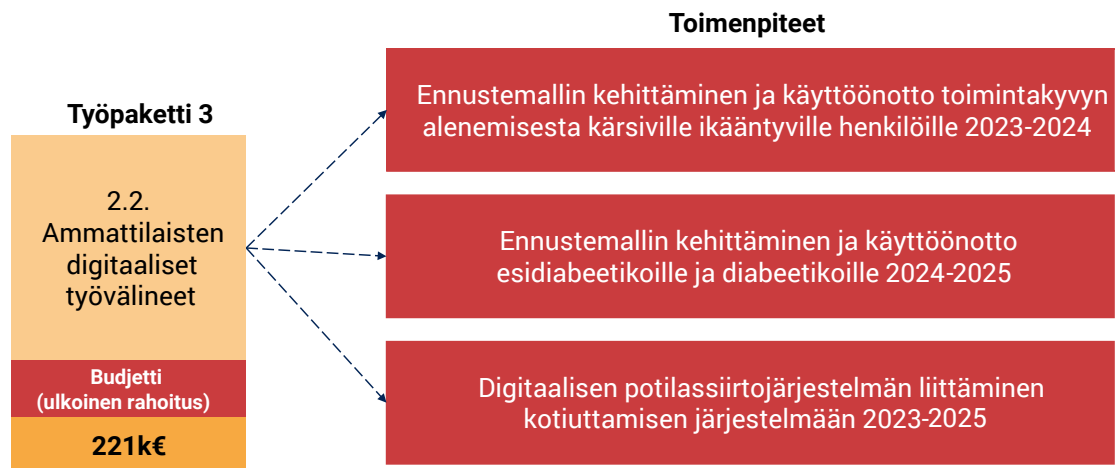 Toimenpiteet
Työpaketti 3
2.2.
Ammattilaisten
digitaaliset
työvälineet
Budjetti
(ulkoinen rahoitus)
221k€
Ennustemallin kehittäminen ja käyttöönotto toimintakyvyn
alenemisesta kärsiville ikääntyville henkilöille 2023-2024
Ennustemallin kehittäminen ja käyttöönotto
esidiabeetikoille ja diabeetikoille 2024-2025
Digitaalisen potilassiirtojärjestelmän liittäminen
kotiuttamisen järjestelmään 2023-2025